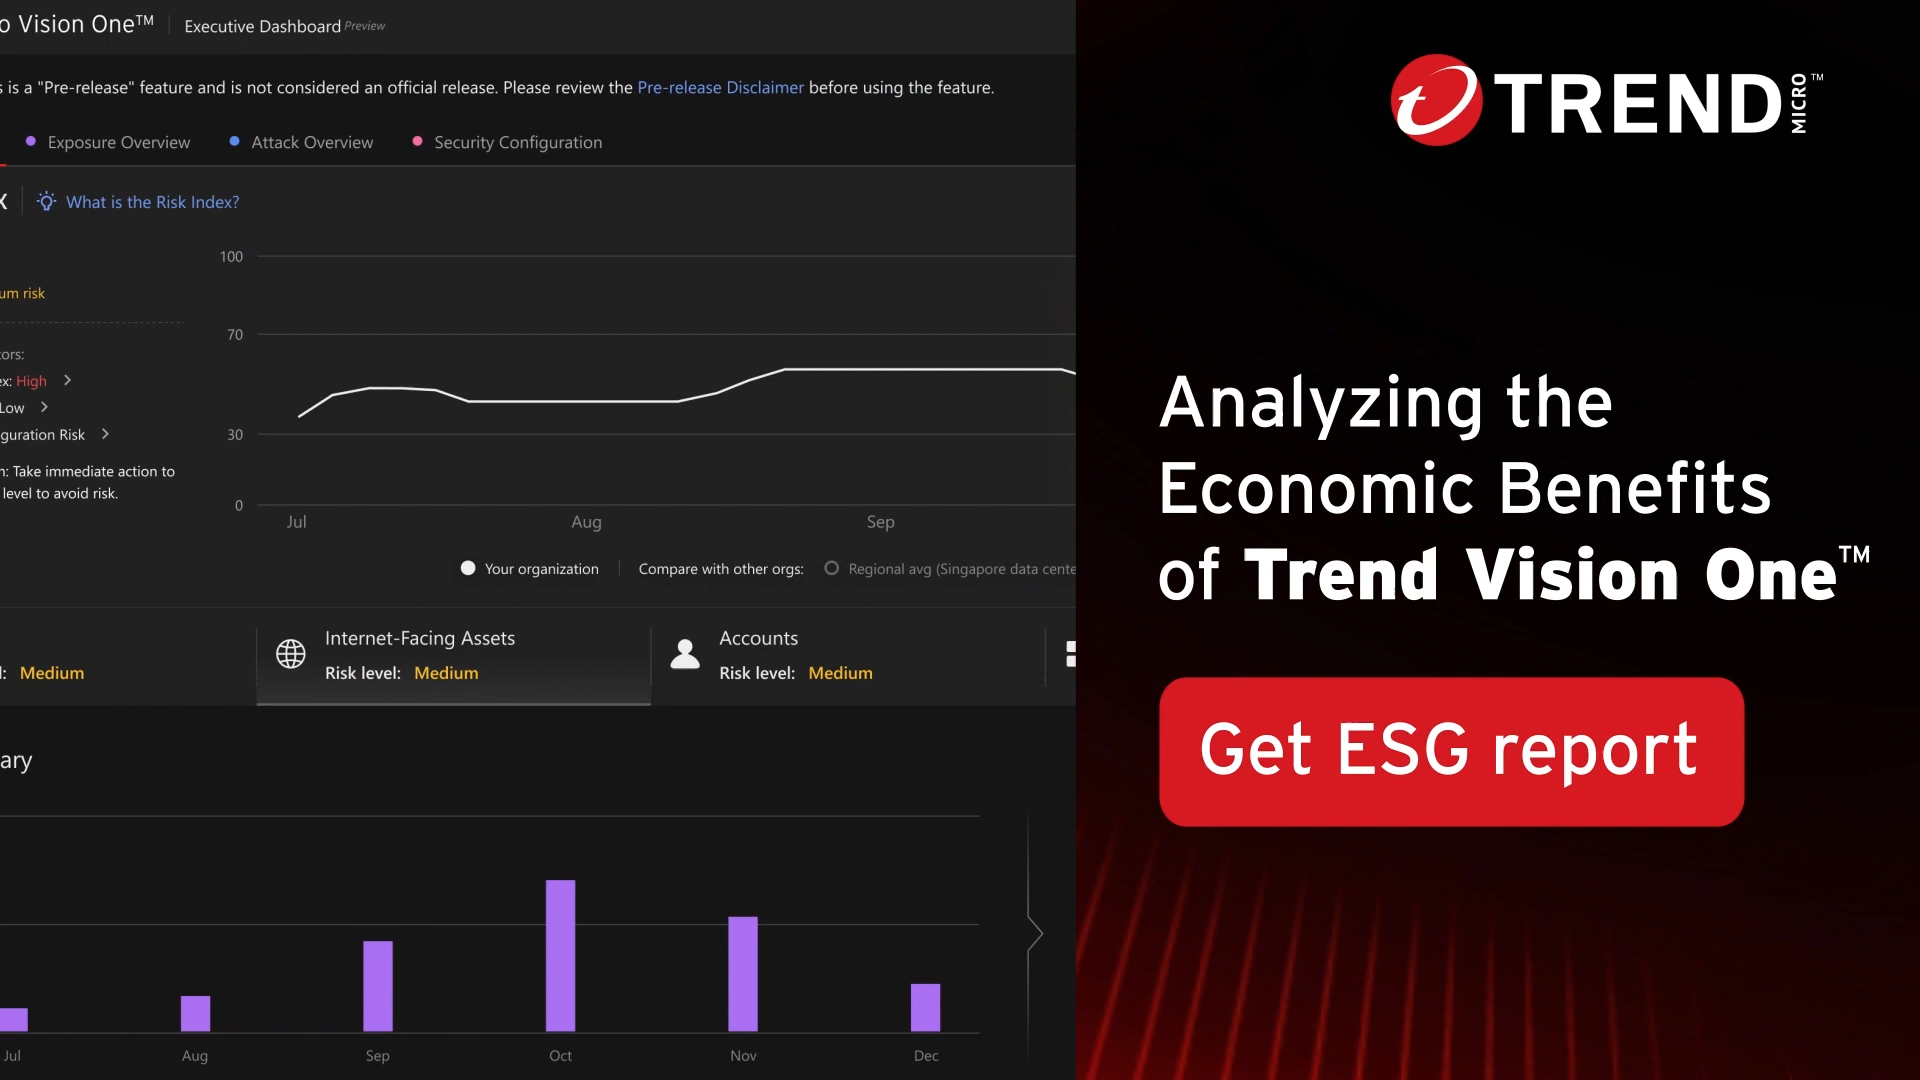 o Vision One™ Executive Dashboard Preview
s is a "Pre-release" feature and is not considered an official release. Please review the Pre-release Disclaimer before using the feature.
Exposure Overview Attack Overview Security Configuration
x What is the Risk Index?
100
um risk
70
tors:
ex: High
Low
guration Risk
30
n: Take immediate action to
level to avoid risk.
0
Jul Aug Sep
Your organization Compare with other orgs: Regional avg (Singapore data cente
Internet-Facing Assets
Accounts
l: Medium
Risk level: Medium
Risk level: Medium
ary
Jul Aug Sep Oct Nov Dec
TREND MICRO™
Analyzing the
Economic Benefits
of Trend Vision One™
Get ESG report